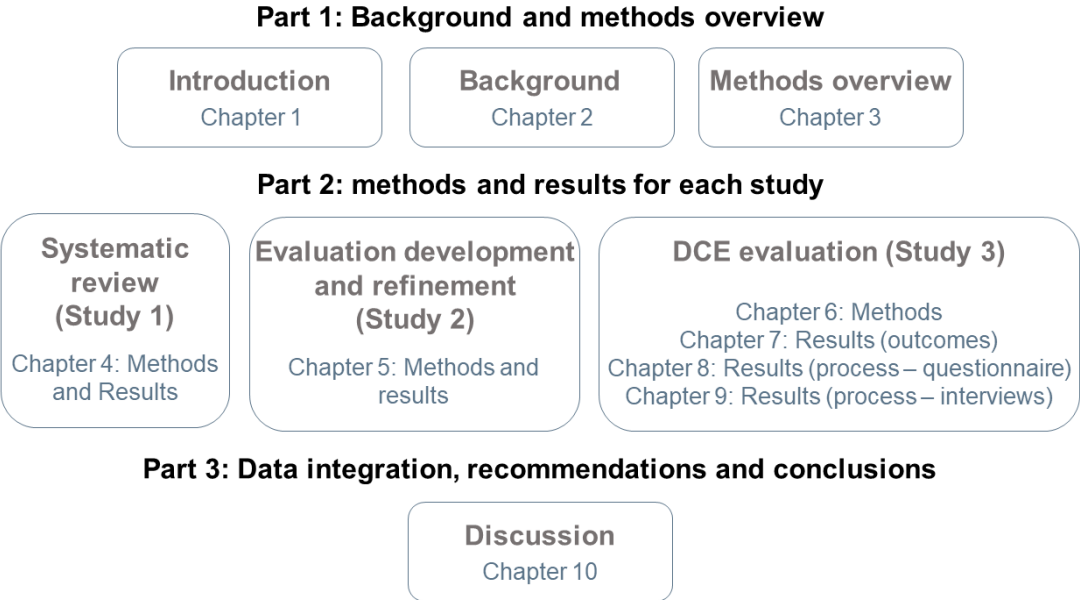 Part 1: Background and methods overview
Introduction
Chapter 1
Background
Chapter 2
Methods overview
Chapter 3
Part 2: methods and results for each study
Systematic
review
(Study 1)
Chapter 4: Methods
and Results
Evaluation development
and refinement
(Study 2)
Chapter 5: Methods and
results
DCE evaluation (Study 3)
Chapter 6: Methods
Chapter 7: Results (outcomes)
Chapter 8: Results (process – questionnaire)
Chapter 9: Results (process – interviews)
Part 3: Data integration, recommendations and conclusions
Discussion
Chapter 10